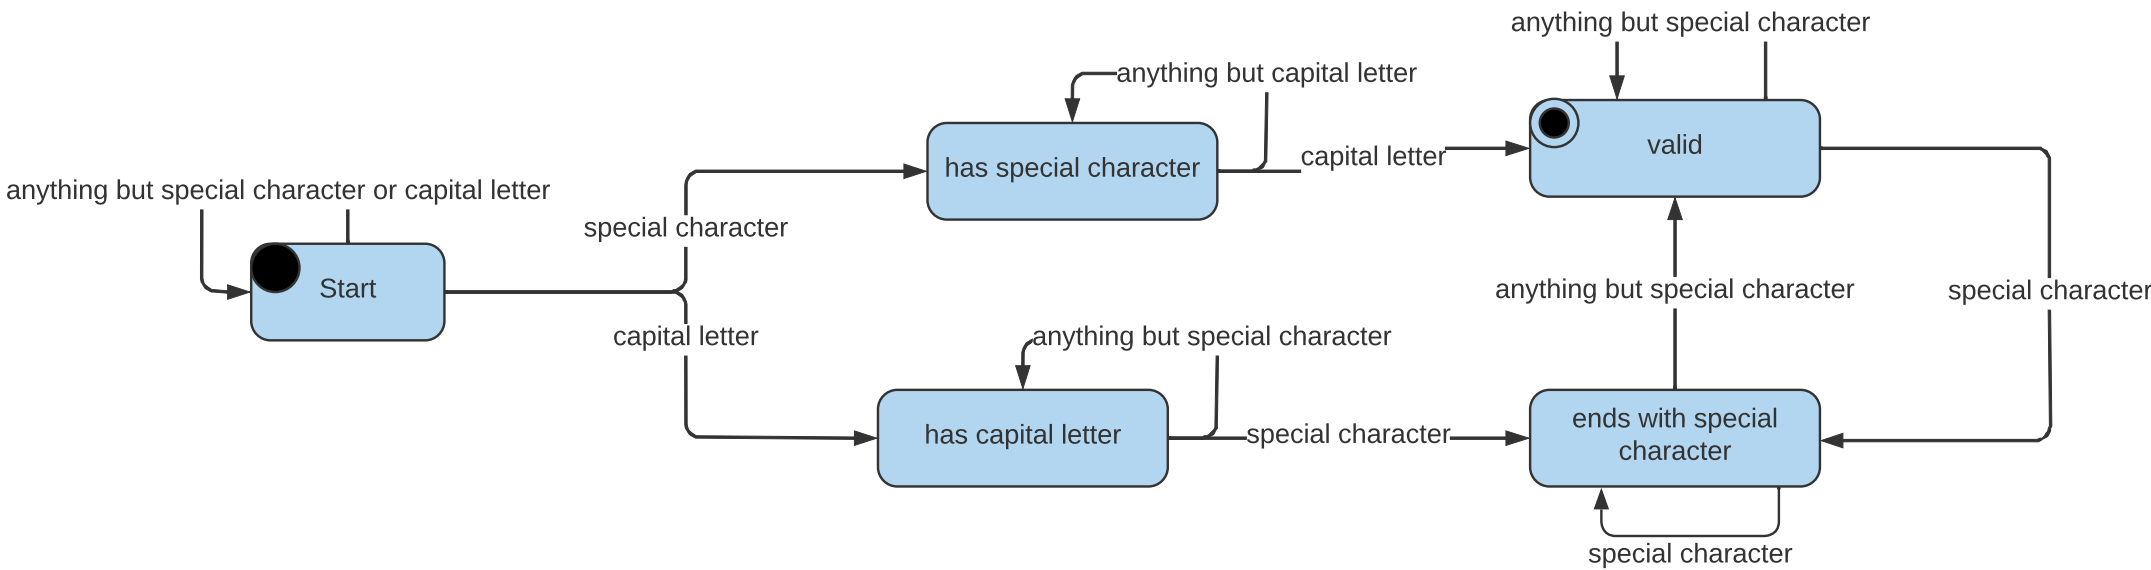 anything but special character
anything but capital letter
capital letter
valid
has special character
anything but special character or capital letter
special character
Start
anything but special character
special character
capital letter
anything but special character
has capital letter
special character
ends with special
character
special character